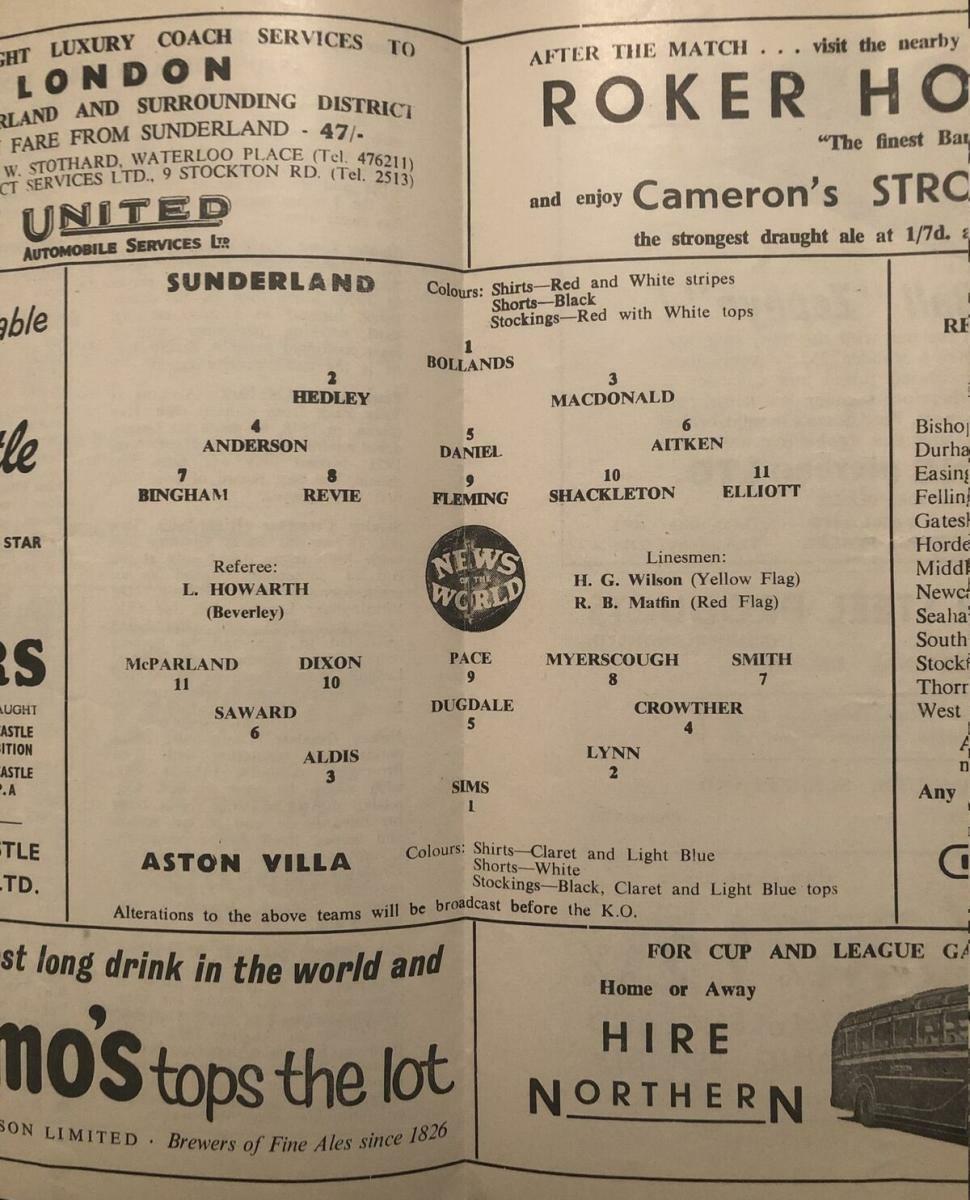 GHT LUXURY COACH SERVICES TO
LONDON
RLAND AND SURROUNDING DISTRICT
FARE FROM SUNDERLAND - 47/-
W. STOTHARD, WATERLOO PLACE (Tel. 476211)
CT SERVICES LTD., 9 STOCKTON RD. (Tel. 2513)
UNITED
AUTOMOBILE SERVICES LTD
AFTER THE MATCH . . . visit the nearby
ROKER HO
"The finest Bar
and enjoy Cameron's STRO
the strongest draught ale at 1/7d. a
able
tle
STAR
RS
AUGHT
ASTLE
ITION
ASTLE
P.A
STLE
LTD.
SUNDERLAND
Colours: Shirts—Red and White stripes
Shorts—Black
Stockings—Red with White tops
1
BOLLANDS
2 3
HEDLEY MACDONALD
4 5 6
ANDERSON DANIEL AITKEN
7 8 9 10 11
BINGHAM REVIE FLEMING SHACKLETON ELLIOTT
Referee:
L. HOWARTH
(Beverley)
NEWS
OF THE
WORLD
Linesmen:
H. G. Wilson (Yellow Flag)
R. B. Matfin (Red Flag)
McPARLAND DIXON PACE MYERSCOUGH SMITH
11 10 9 8 7
SAWARD DUGDALE CROWTHER
6 5 4
ALDIS LYNN
3 2
SIMS
1
ASTON VILLA
Colours: Shirts—Claret and Light Blue
Shorts—White
Stockings—Black, Claret and Light Blue tops
Alterations to the above teams will be broadcast before the K.O.
RE
Bishop
Durha
Easing
Felling
Gates
Horde
Middl
Newca
Seaha
South
Stock
Thorn
West
A
n
Any
st long drink in the world and
mo's tops the lot
SON LIMITED · Brewers of Fine Ales since 1826
FOR CUP AND LEAGUE GA
Home or Away
HIRE
NORTHERN